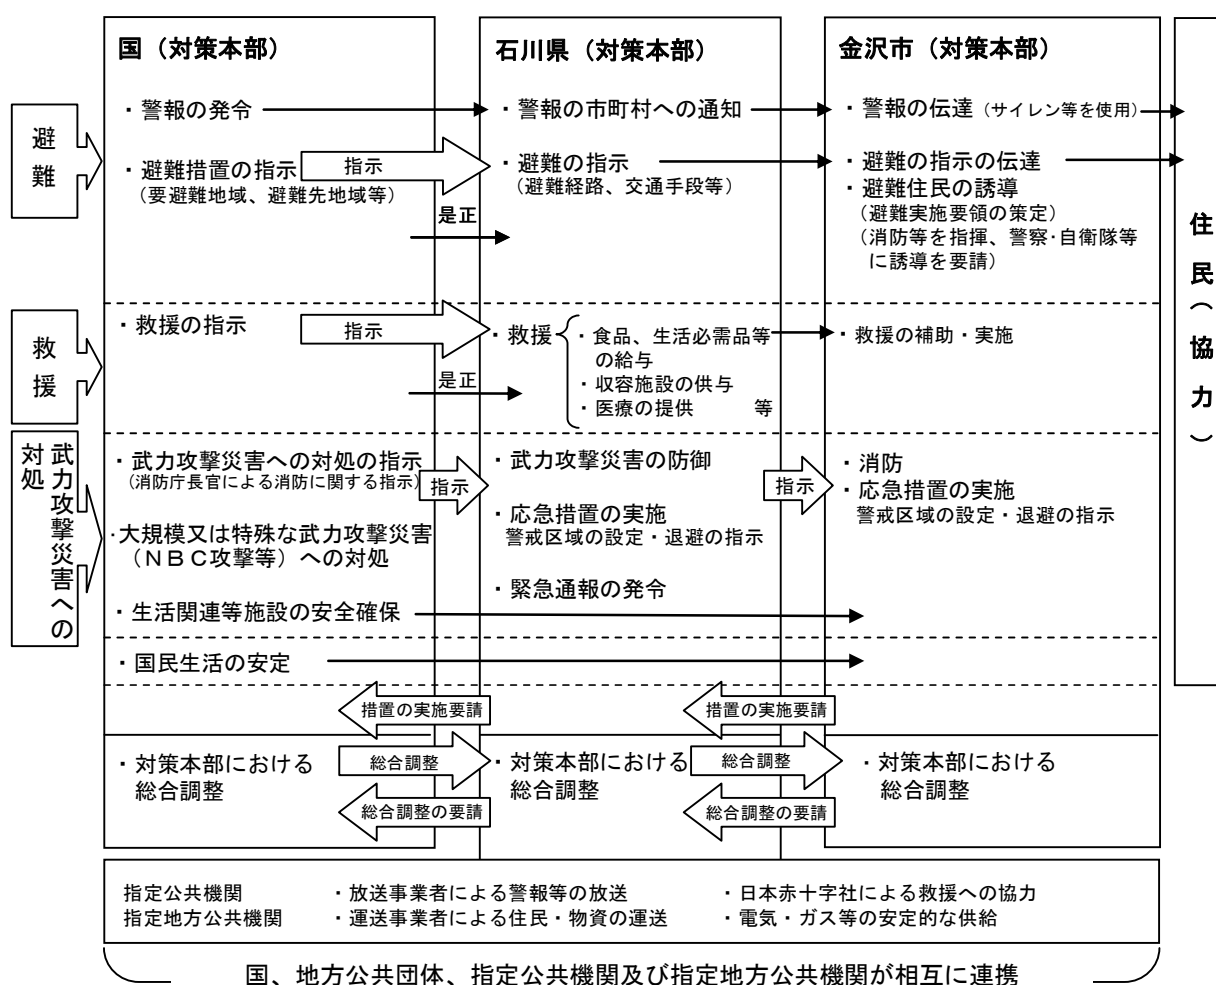 国（対策本部）
石川県（対策本部）
金沢市（対策本部）
避難
・警報の発令
・警報の市町村への通知
・警報の伝達（サイレン等を使用）
・避難措置の指示
（要避難地域、避難先地域等）
指示
・避難の指示
（避難経路、交通手段等）
・避難の指示の伝達
・避難住民の誘導
（避難実施要領の策定）
（消防等を指揮、警察･自衛隊等
に誘導を要請）
是正
救援
・救援の指示
指示
・救援
・食品、生活必需品等
の給与
・収容施設の供与
・医療の提供　等
・救援の補助・実施
是正
武力攻撃災害への
対処
・武力攻撃災害への対処の指示
（消防庁長官による消防に関する指示）
指示
・武力攻撃災害の防御
指示
・消防
・応急措置の実施
警戒区域の設定・退避の指示
・大規模又は特殊な武力攻撃災害
（ＮＢＣ攻撃等）への対処
・応急措置の実施
警戒区域の設定・退避の指示
・緊急通報の発令
・生活関連等施設の安全確保
・国民生活の安定
措置の実施要請
措置の実施要請
・対策本部における
総合調整
総合調整
・対策本部における
総合調整
総合調整
・対策本部における
総合調整
総合調整の要請
総合調整の要請
住民（協力）
指定公共機関
指定地方公共機関
・放送事業者による警報等の放送
・運送事業者による住民・物資の運送
・日本赤十字社による救援への協力
・電気・ガス等の安定的な供給
国、地方公共団体、指定公共機関及び指定地方公共機関が相互に連携